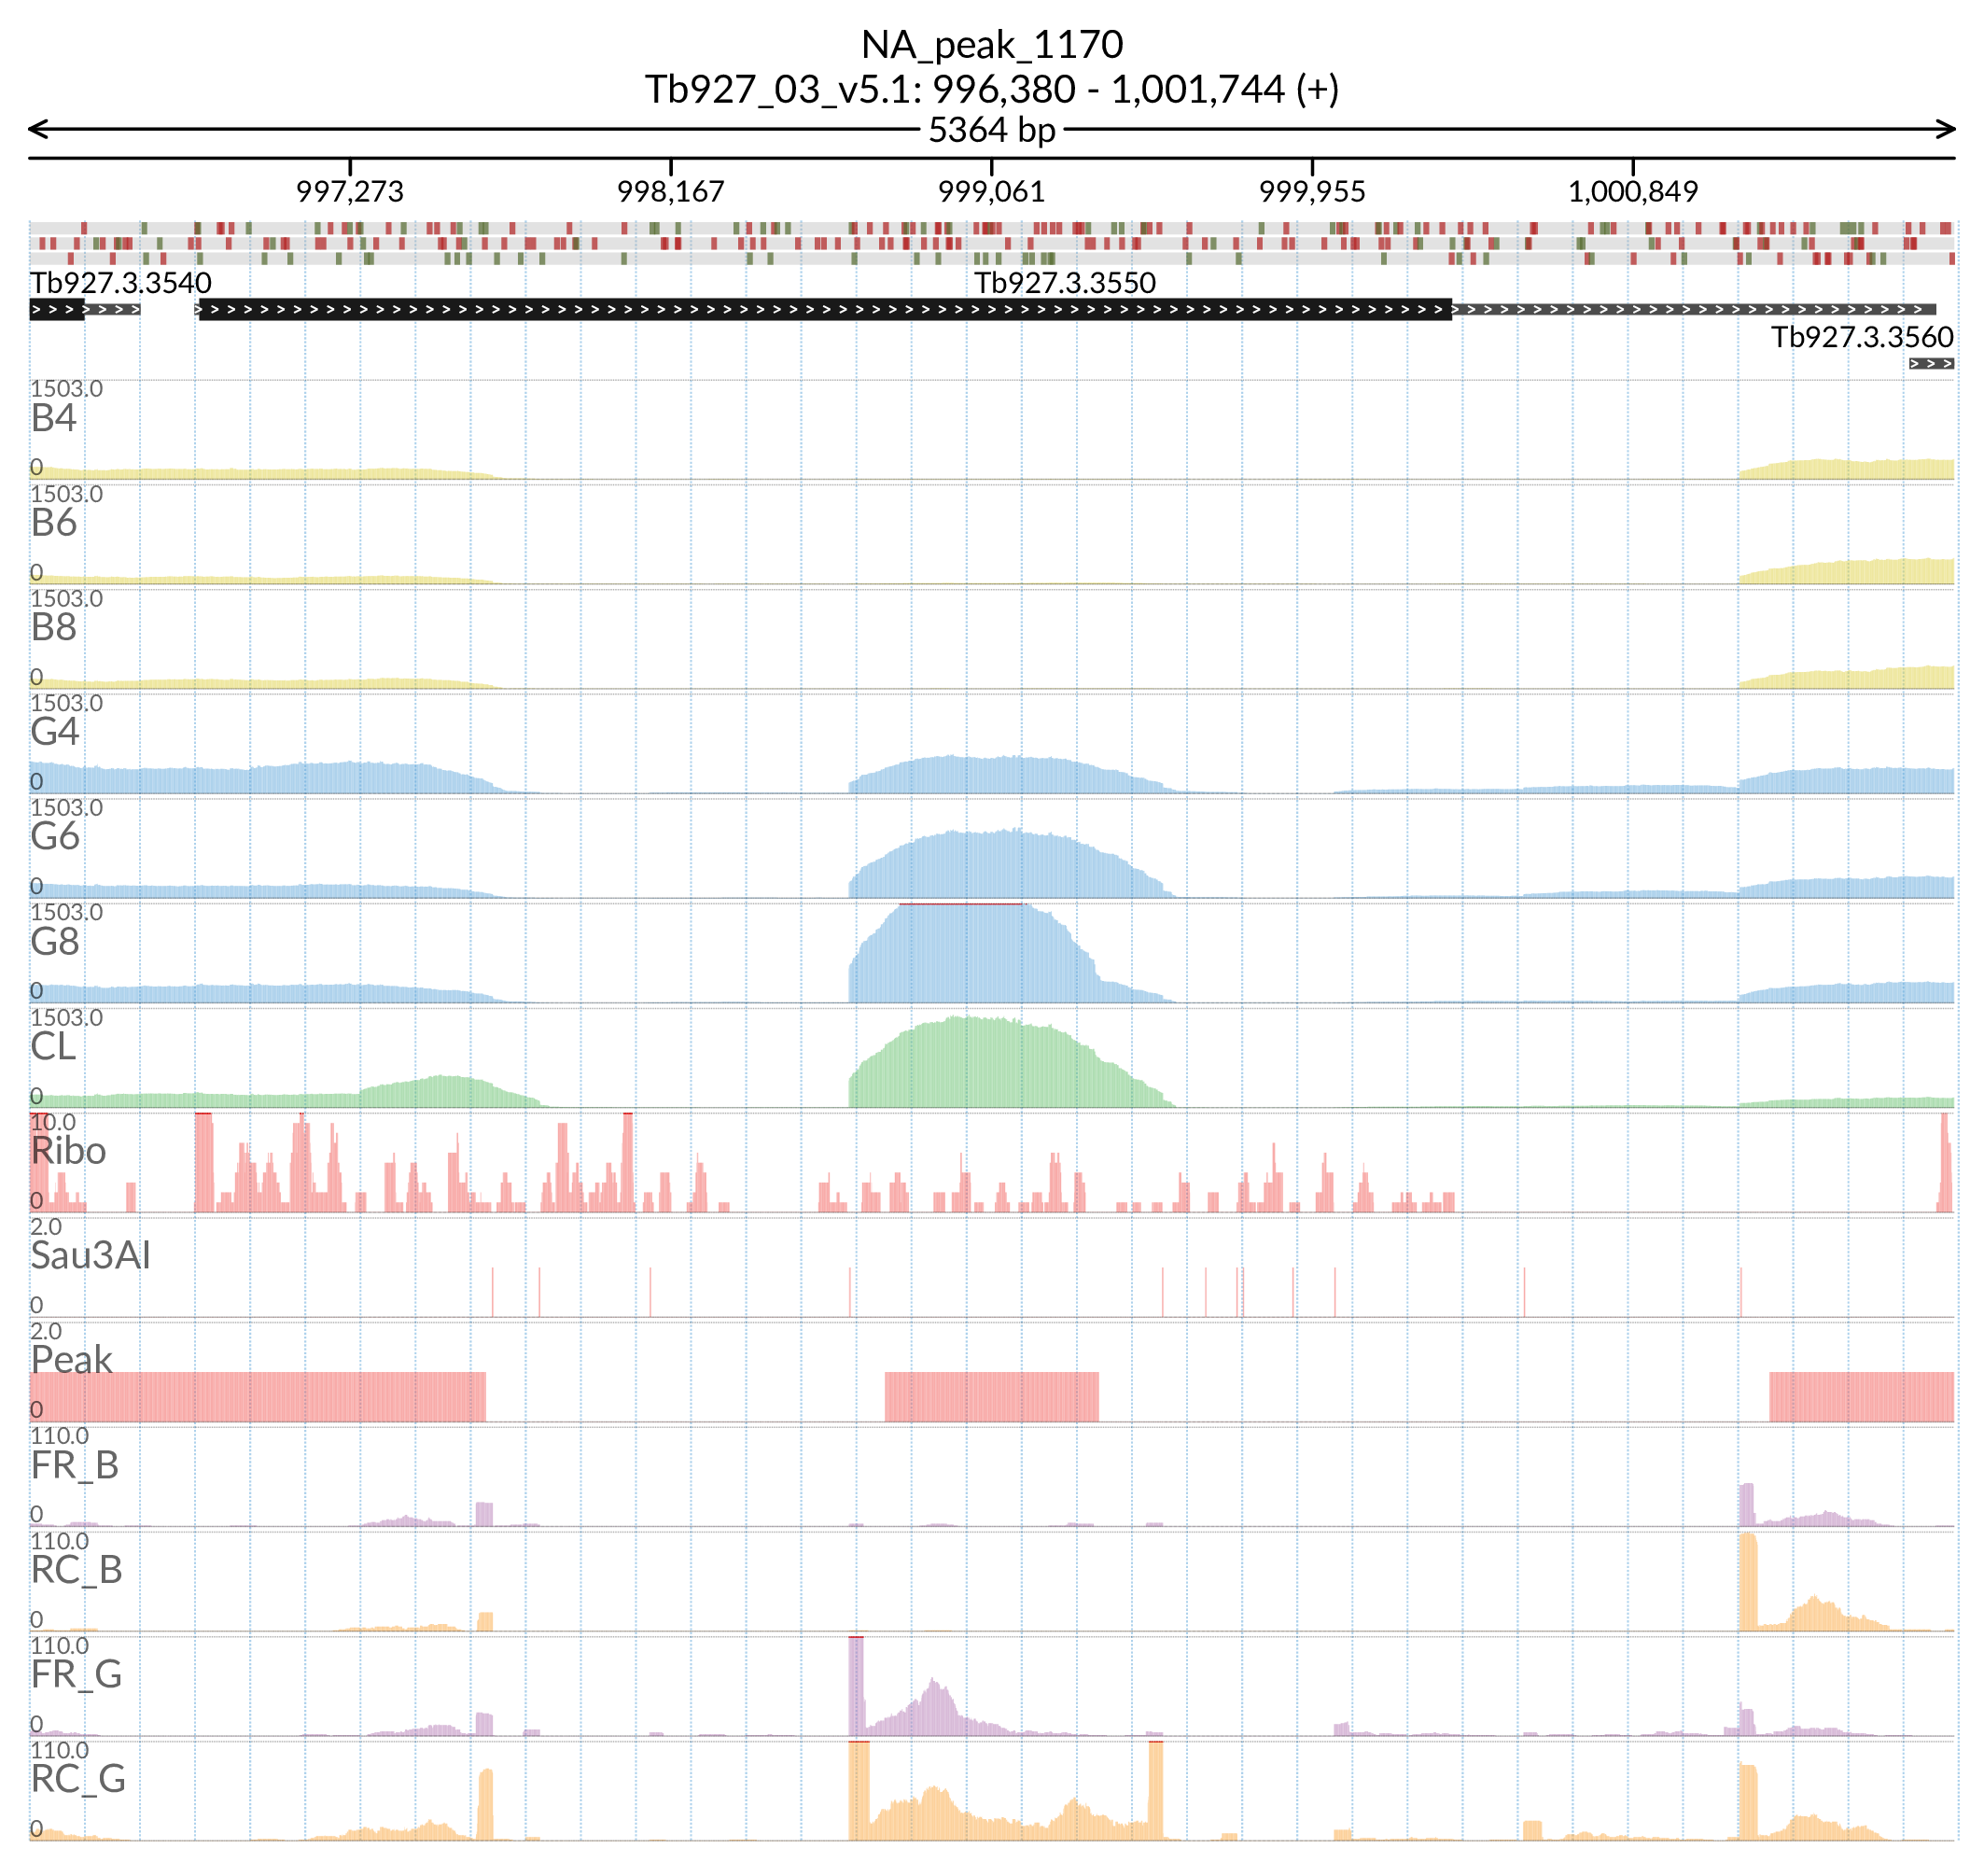 NA_peak_1170
Tb927_03_v5.1: 996,380 - 1,001,744 (+)
5364 bp
997,273 998,167 999,061 999,955 1,000,849
Tb927.3.3540 Tb927.3.3550
Tb927.3.3560
1503.0
B4
0
1503.0
B6
0
1503.0
B8
0
1503.0
G4
0
1503.0
G6
0
1503.0
G8
0
1503.0
CL
0
10.0
Ribo
0
2.0
Sau3AI
0
2.0
Peak
0
110.0
FR_B
0
110.0
RC_B
0
110.0
FR_G
0
110.0
RC_G
0